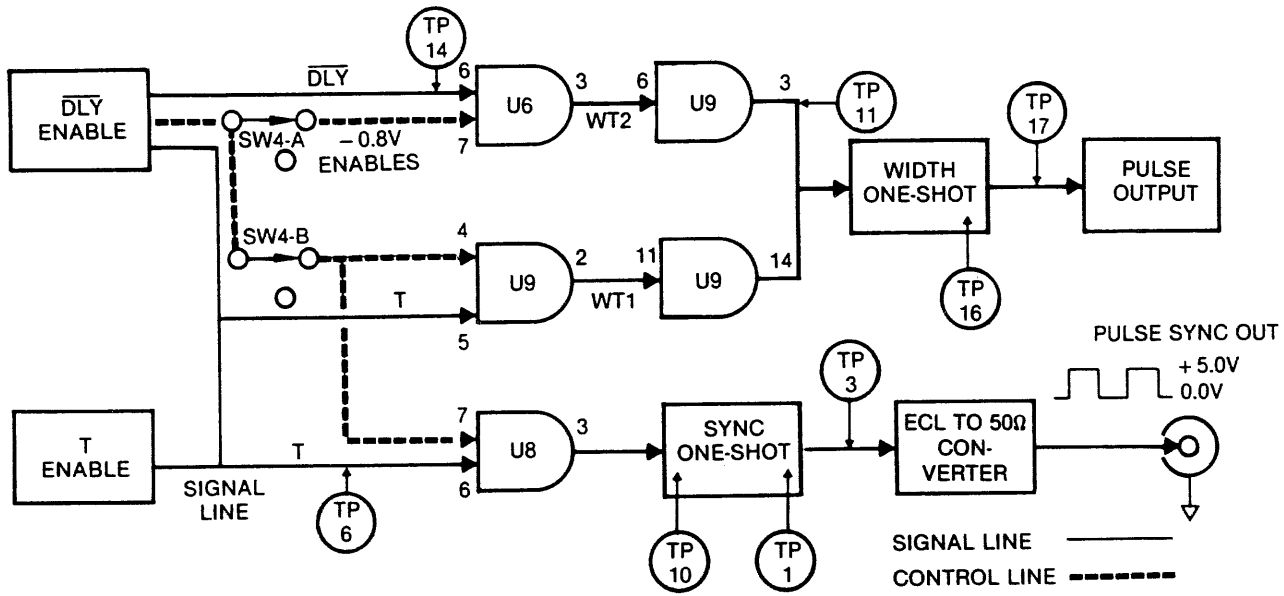 TP
14
DLY
ENABLE
DLY
6
7
U6
3
WT2
6
U9
3
TP
11
SW4-A
– 0.8V
ENABLES
WIDTH
ONE-SHOT
TP
17
PULSE
OUTPUT
TP
16
SW4-B
4
5
T
U9
2
WT1
11
U9
14
PULSE SYNC OUT
+ 5.0V
0.0V
T
ENABLE
T
SIGNAL
LINE
TP
6
7
6
U8
3
SYNC
ONE-SHOT
TP
10
TP
1
TP
3
ECL TO 50Ω
CON-
VERTER
SIGNAL LINE
CONTROL LINE